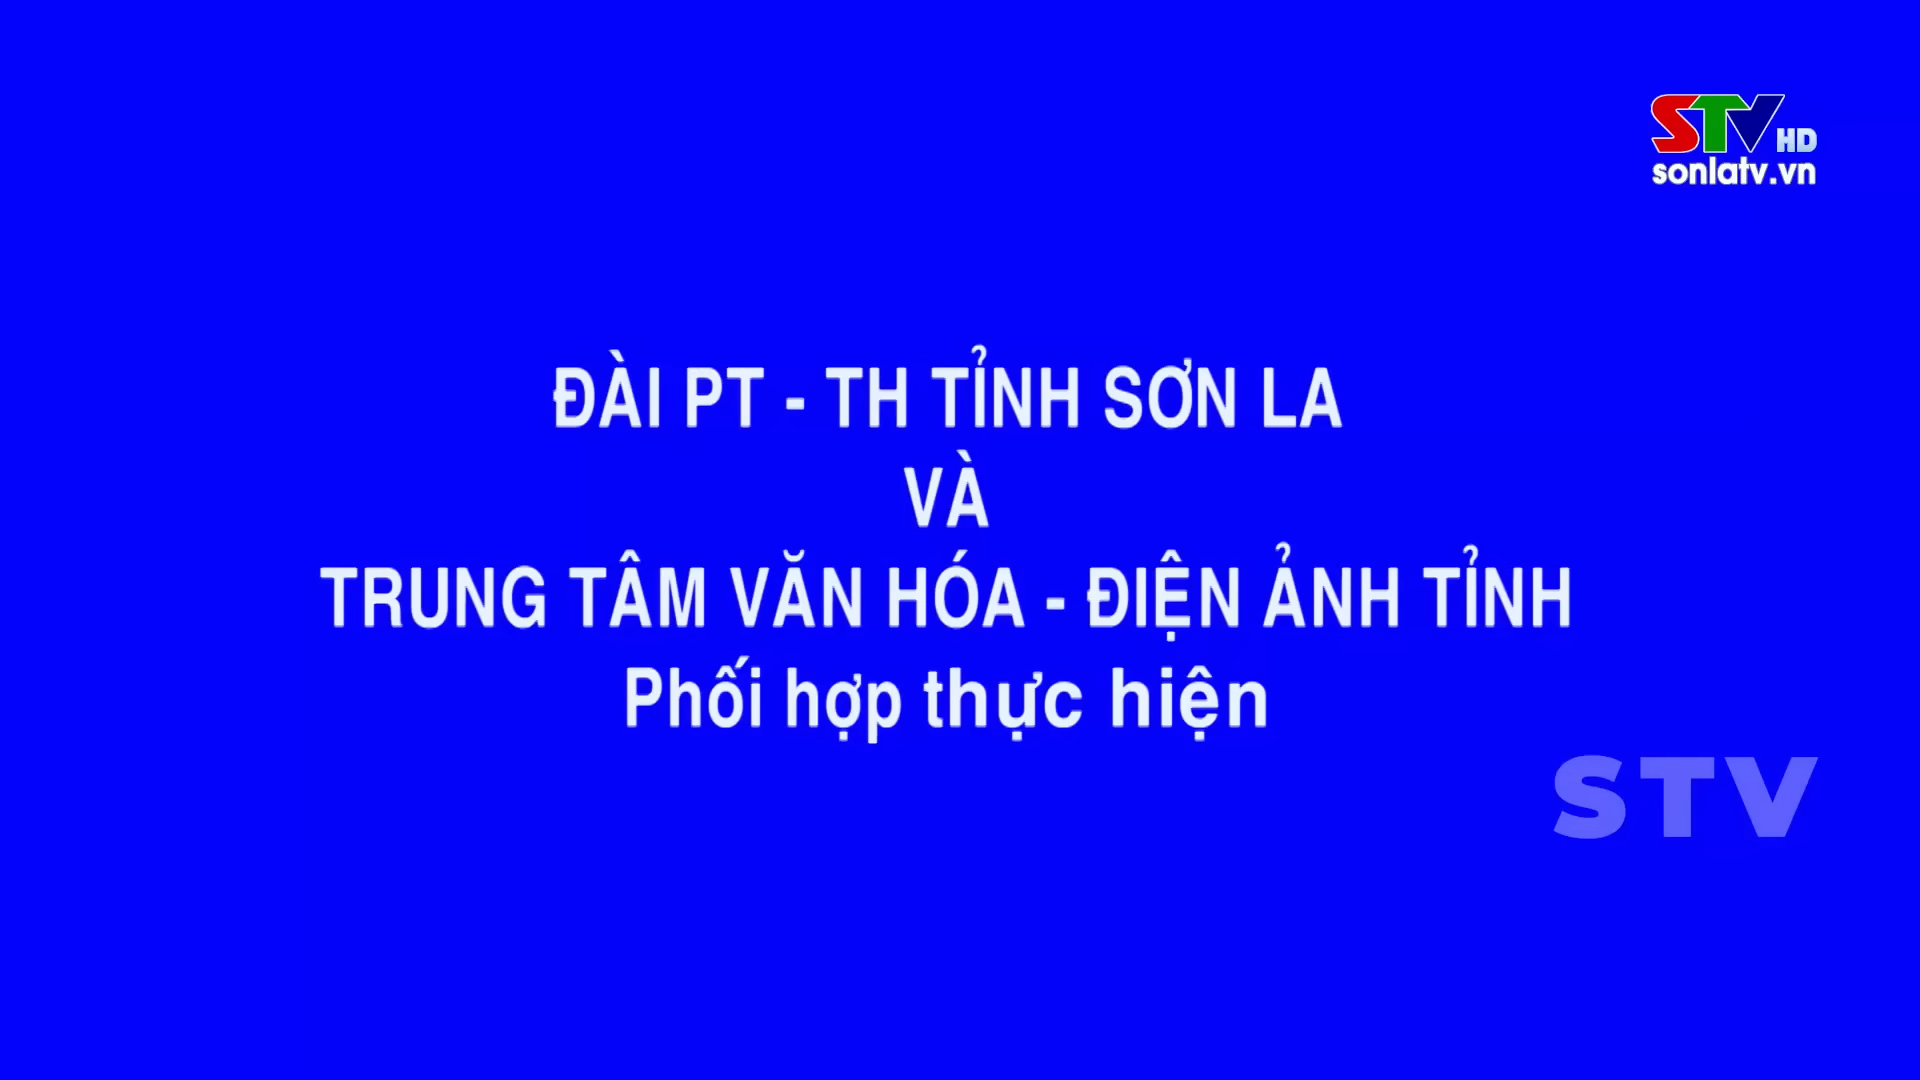 STV HD
sonlatv.vn
ĐÀI PT - TH TỈNH SƠN LA
VÀ
TRUNG TÂM VĂN HÓA - ĐIỆN ẢNH TỈNH
Phối hợp thực hiện
STV